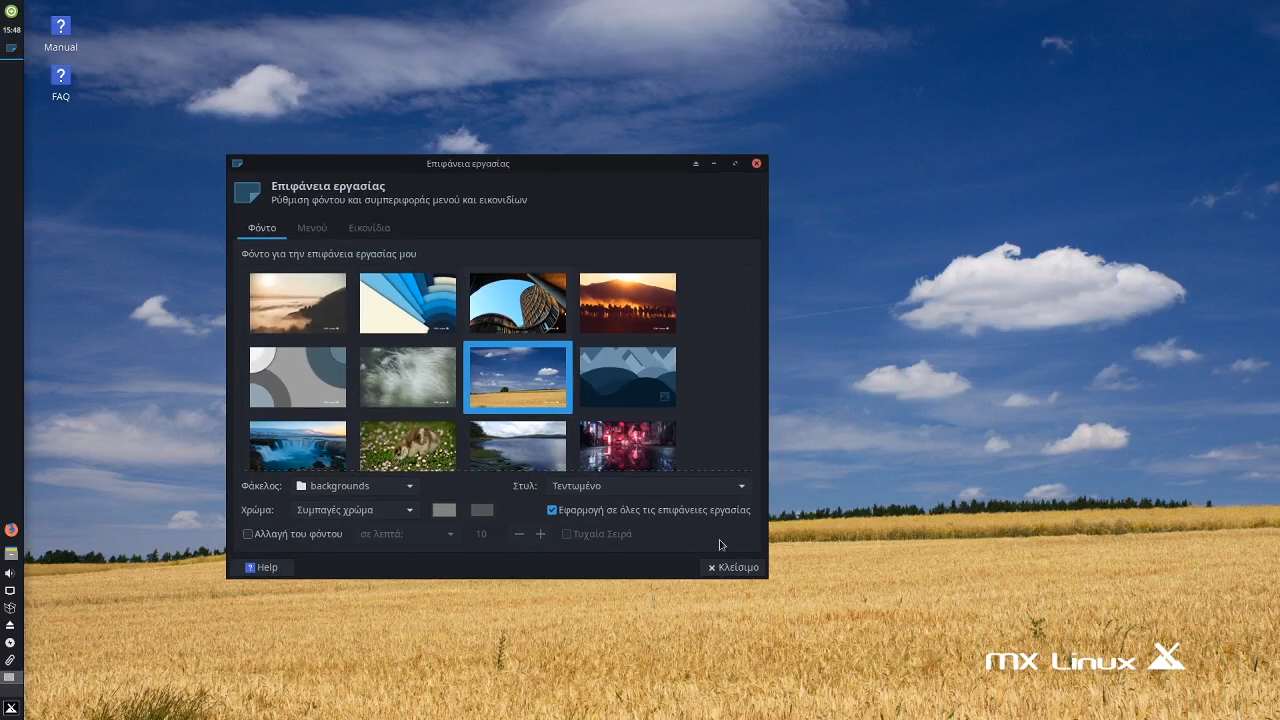 15:48
Manual
FAQ
Επιφάνεια εργασίας
Επιφάνεια εργασίας
Ρύθμιση φόντου και συμπεριφοράς μενού και εικονιδίων
Φόντο Μενού Εικονίδια
Φόντο για την επιφάνεια εργασίας μου
Φάκελος: backgrounds Στυλ: Τεντωμένο
Χρώμα: Συμπαγές χρώμα Εφαρμογή σε όλες τις επιφάνειες εργασίας
Αλλαγή του φόντου σε λεπτά: 10 Τυχαία Σειρά
? Help Κλείσιμο
MX Linux